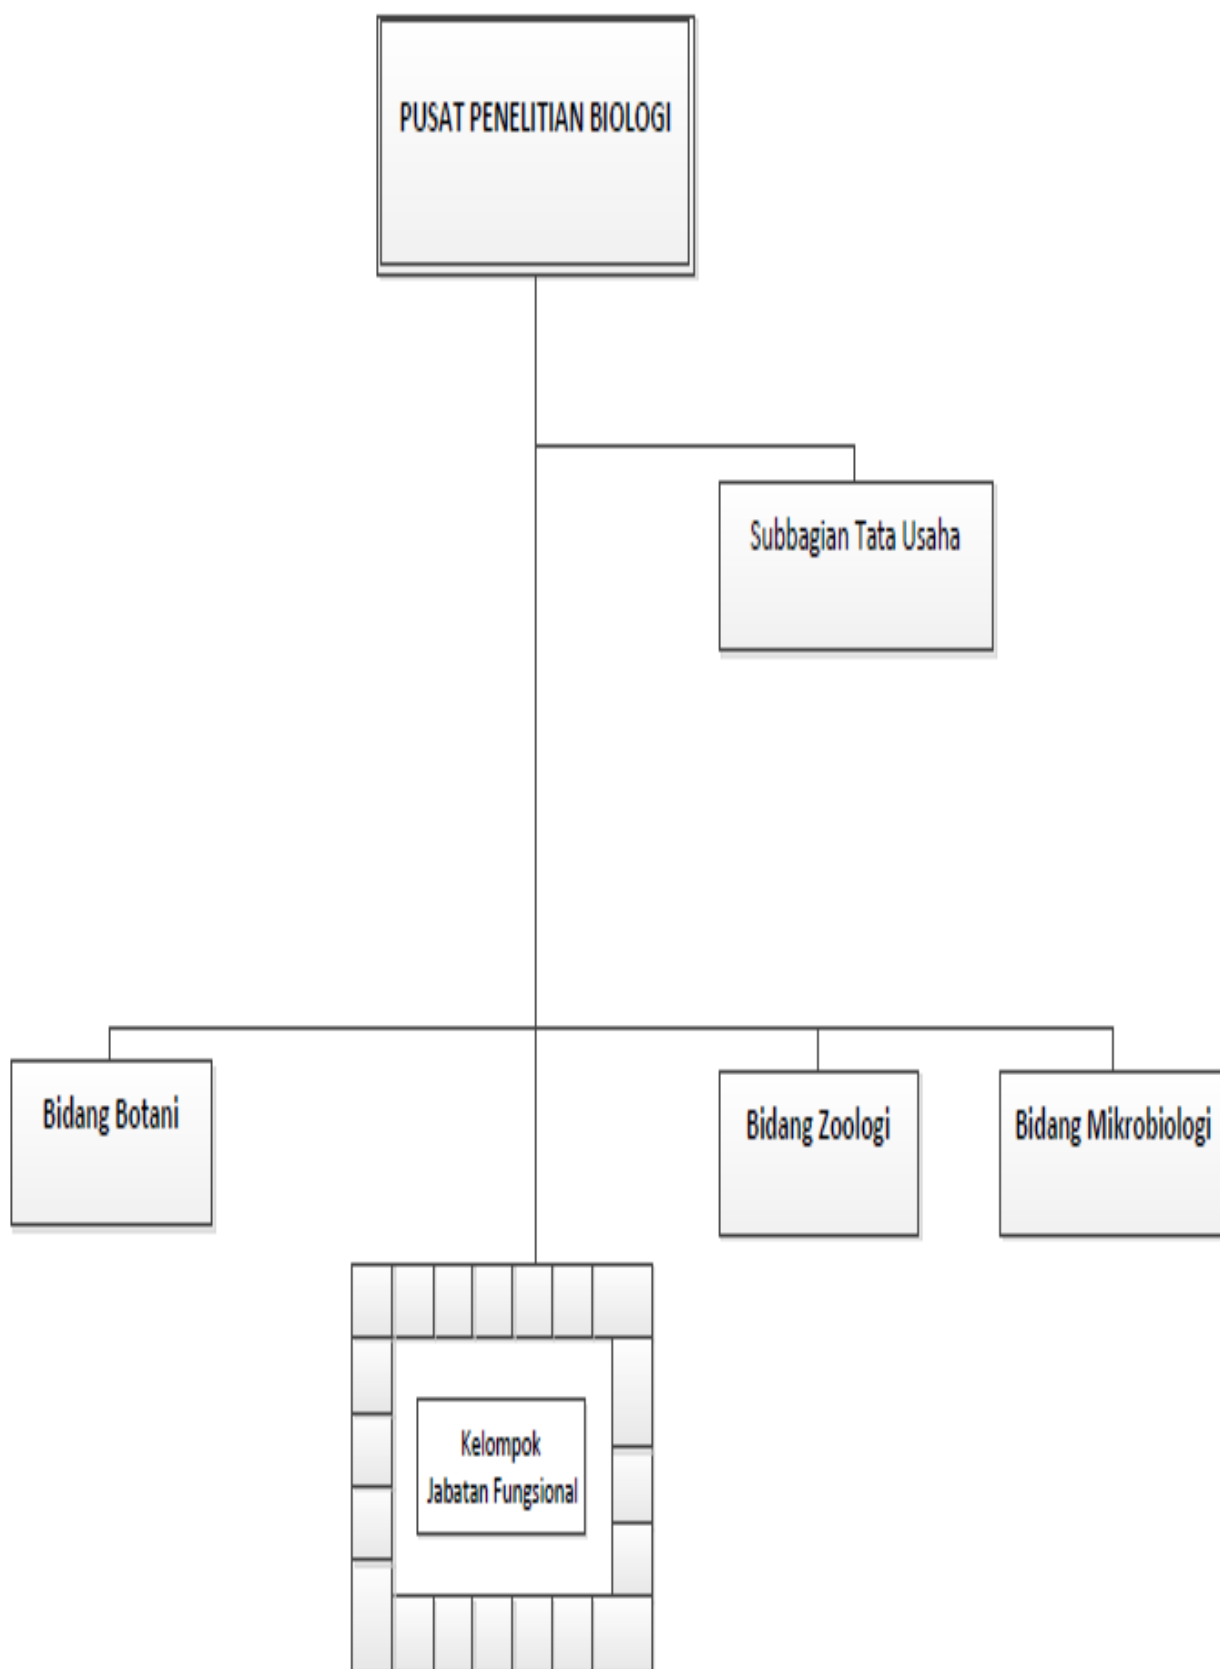 PUSAT PENELITIAN BIOLOGI
Subbagian Tata Usaha
Bidang Botani
Bidang Zoologi
Bidang Mikrobiologi
Kelompok
Jabatan Fungsional